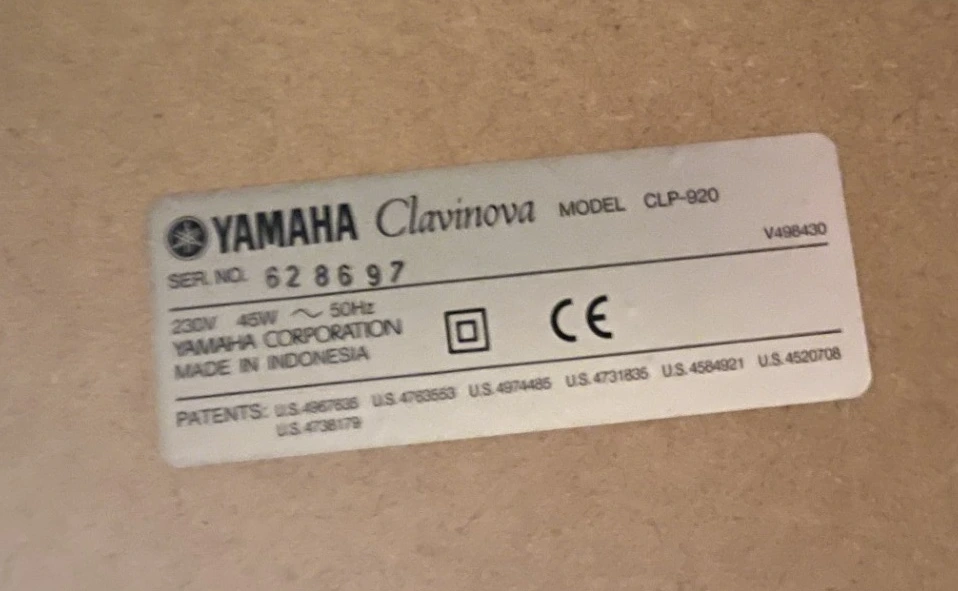 YAMAHA Clavinova MODEL CLP-920
V498430
SER. NO. 628697
230V 45W ～ 50Hz
YAMAHA CORPORATION
MADE IN INDONESIA
CE
PATENTS: U.S. 4967635 U.S. 4763553 U.S. 4974485 U.S. 4731835 U.S. 4584921 U.S. 4520708
U.S. 4738179